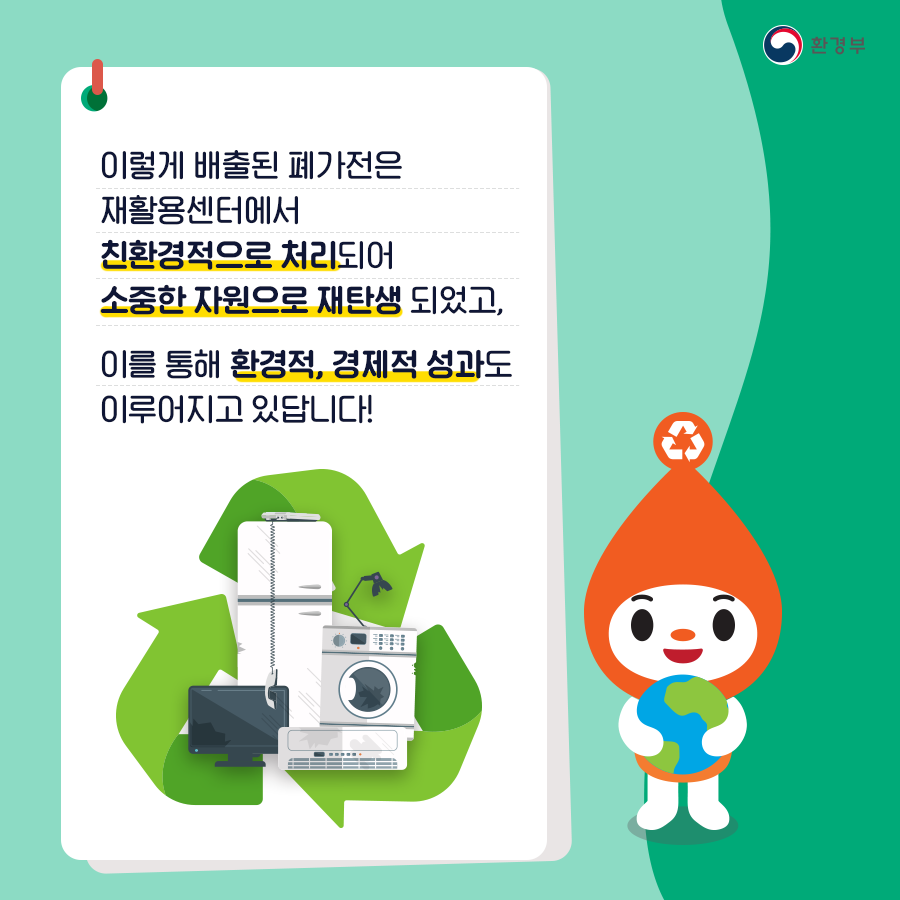 환경부
이렇게 배출된 폐가전은
재활용센터에서
친환경적으로 처리되어
소중한 자원으로 재탄생 되었고,
이를 통해 환경적, 경제적 성과도
이루어지고 있답니다!